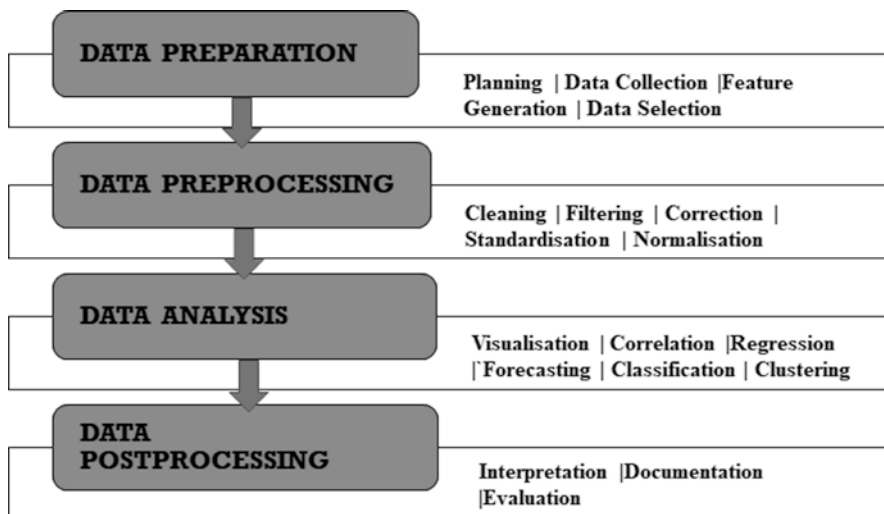 DATA PREPARATION
Planning | Data Collection |Feature
Generation | Data Selection
DATA PREPROCESSING
Cleaning | Filtering | Correction |
Standardisation | Normalisation
DATA ANALYSIS
Visualisation | Correlation |Regression
|`Forecasting | Classification | Clustering
DATA
POSTPROCESSING
Interpretation |Documentation
|Evaluation